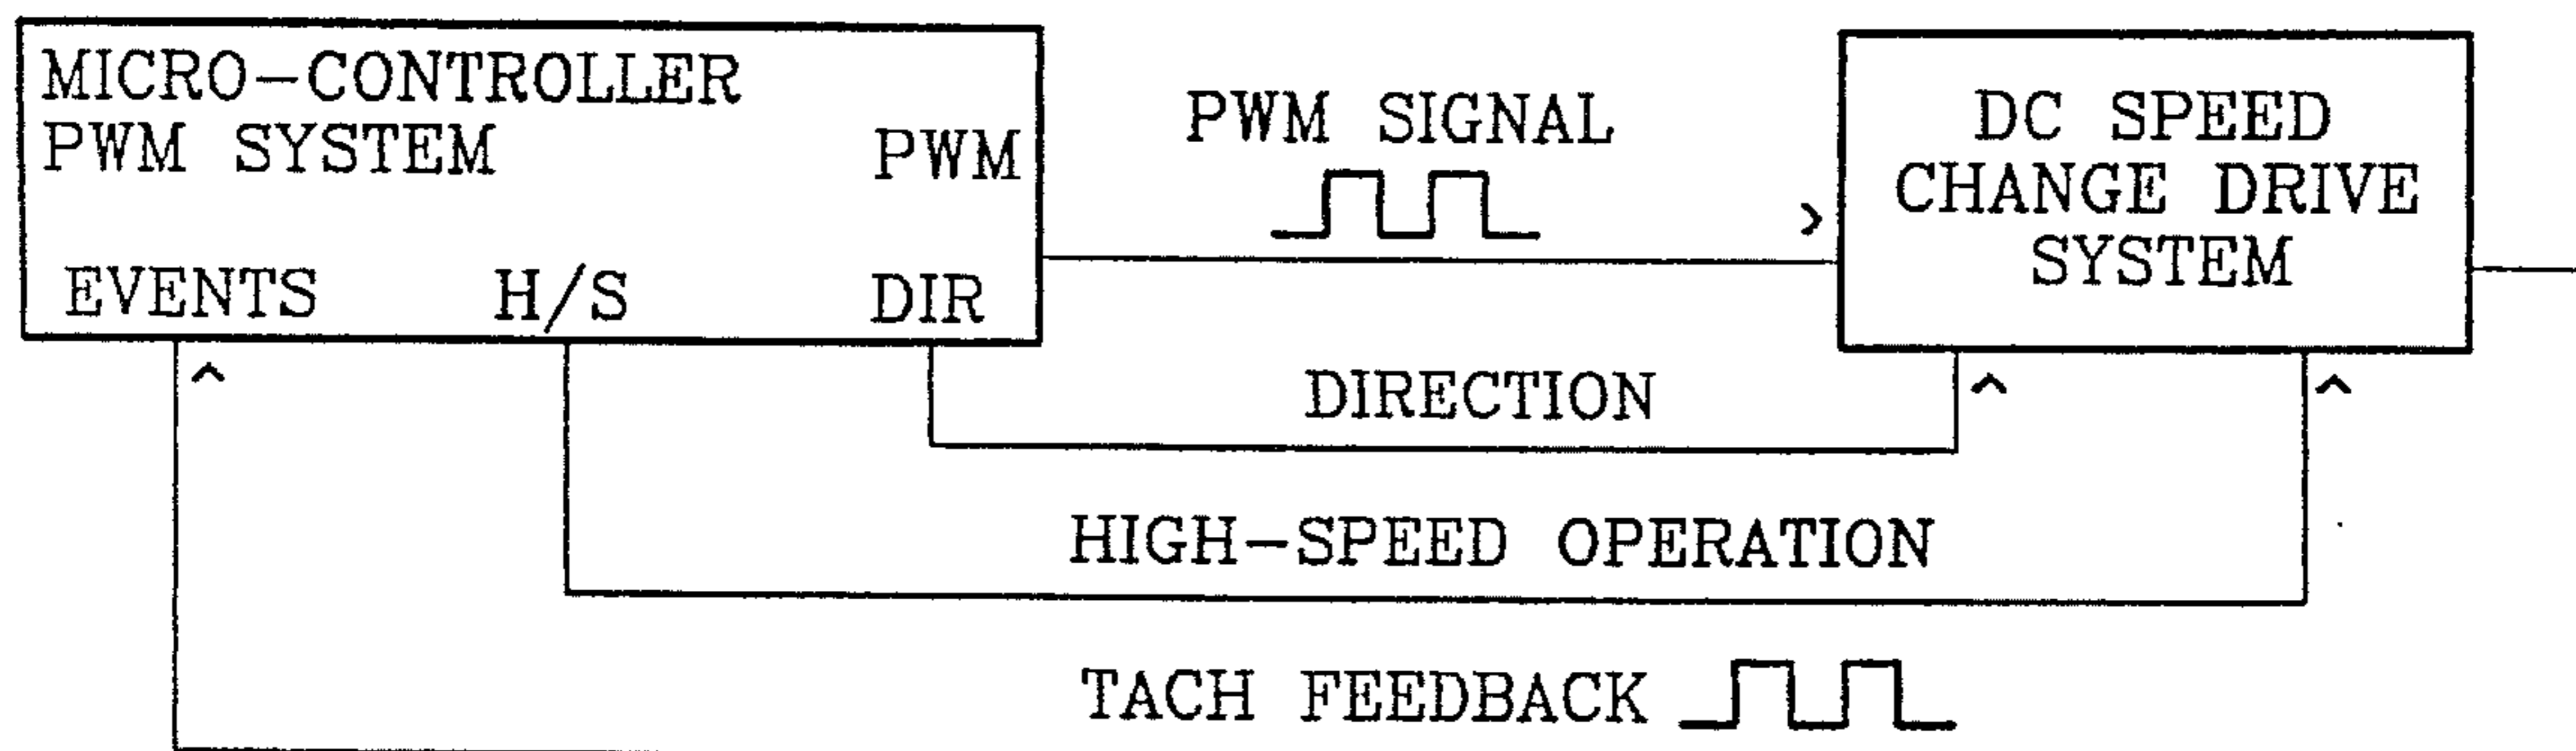 MICRO-CONTROLLER
PWM SYSTEM
PWM
EVENTS
H/S
DIR
PWM SIGNAL
DC SPEED
CHANGE DRIVE
SYSTEM
DIRECTION
HIGH-SPEED OPERATION
TACH FEEDBACK